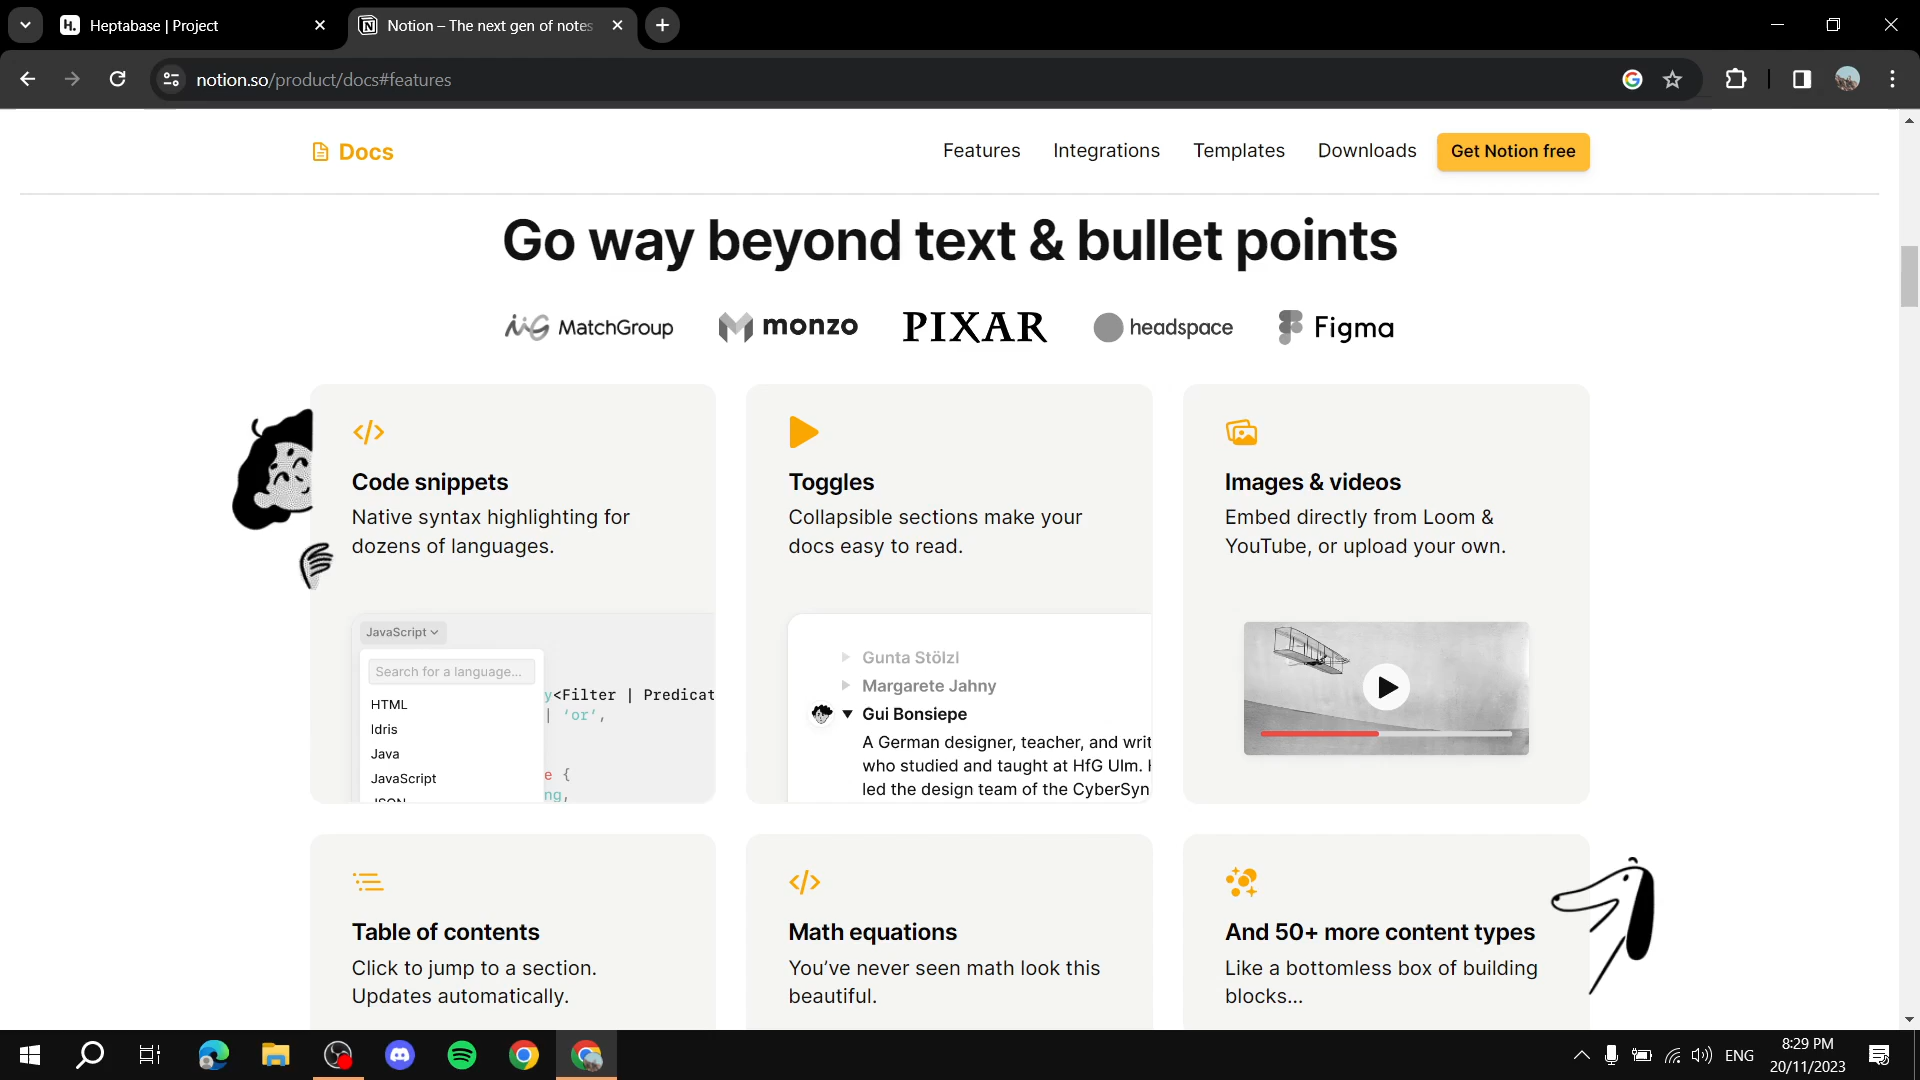 Heptabase | Project
Notion – The next gen of notes
notion.so/product/docs#features
Docs
Features
Integrations
Templates
Downloads
Get Notion free
Go way beyond text & bullet points
MatchGroup
monzo
PIXAR
headspace
Figma
Code snippets
Native syntax highlighting for
dozens of languages.
JavaScript
Search for a language...
HTML
Idris
Java
JavaScript
JSON
y<Filter | Predicat
| ‘or’,
e {
ng,
Toggles
Collapsible sections make your
docs easy to read.
Gunta Stölzl
Margarete Jahny
Gui Bonsiepe
A German designer, teacher, and writ
who studied and taught at HfG Ulm. H
led the design team of the CyberSyn
Images & videos
Embed directly from Loom &
YouTube, or upload your own.
Table of contents
Click to jump to a section.
Updates automatically.
Math equations
You’ve never seen math look this
beautiful.
And 50+ more content types
Like a bottomless box of building
blocks...
ENG
8:29 PM
20/11/2023